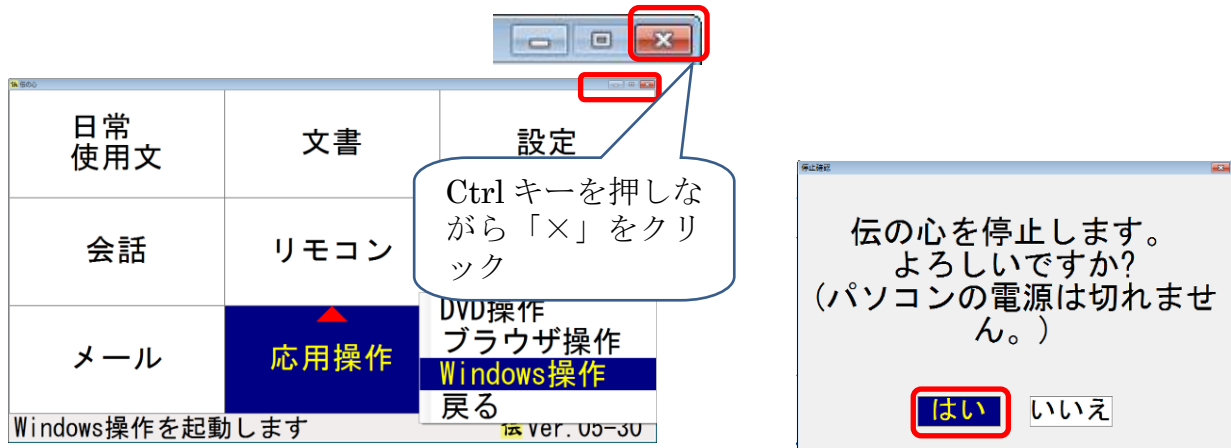 伝 伝の心
日常
使用文
文書
設定
Ctrl キーを押しな
がら「×」をクリ
ック
会話
リモコン
メール
応用操作
DVD操作
ブラウザ操作
Windows操作
戻る
Windows操作を起動します
伝 Ver. 05-30
停止確認
伝の心を停止します。
よろしいですか?
(パソコンの電源は切れませ
ん。)
はい
いいえ